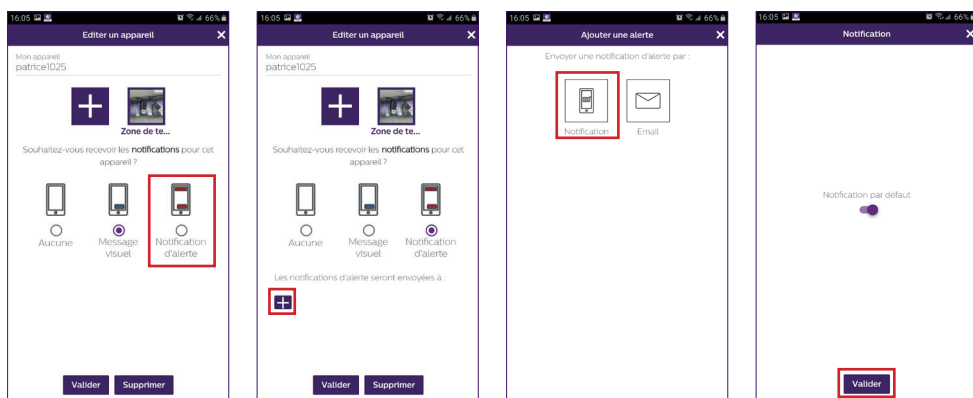 16:05
66%
Editer un appareil
Mon appareil
patrice1025
Zone de te...
Souhaitez-vous recevoir les notifications pour cet
appareil ?
Aucune
Message
visuel
Notification
d'alerte
Valider
Supprimer
16:05
66%
Editer un appareil
Mon appareil
patrice1025
Zone de te...
Souhaitez-vous recevoir les notifications pour cet
appareil ?
Aucune
Message
visuel
Notification
d'alerte
Les notifications d'alerte seront envoyées à :
Valider
Supprimer
16:05
66%
Ajouter une alerte
Envoyer une notification d'alerte par :
Notification
Email
16:05
66%
Notification
Notification par défaut
Valider